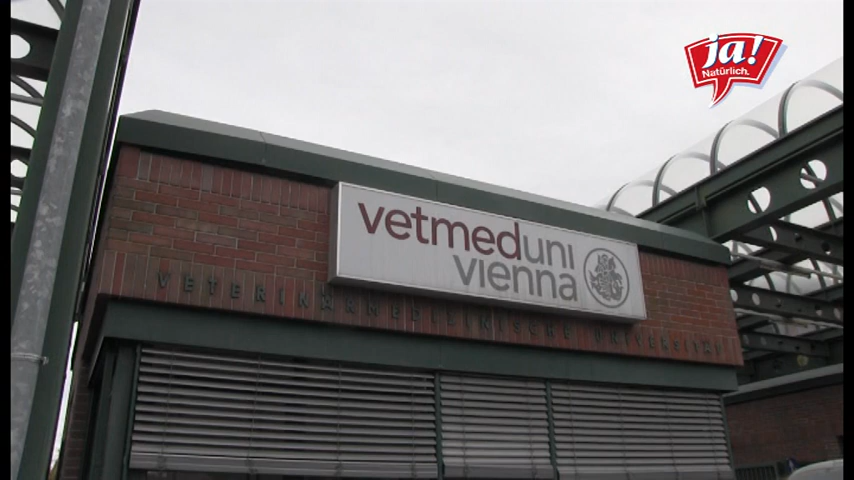 ja!
Natürlich.
vetmeduni
vienna
VETERINÄRMEDIZINISCHE UNIVERSITÄT